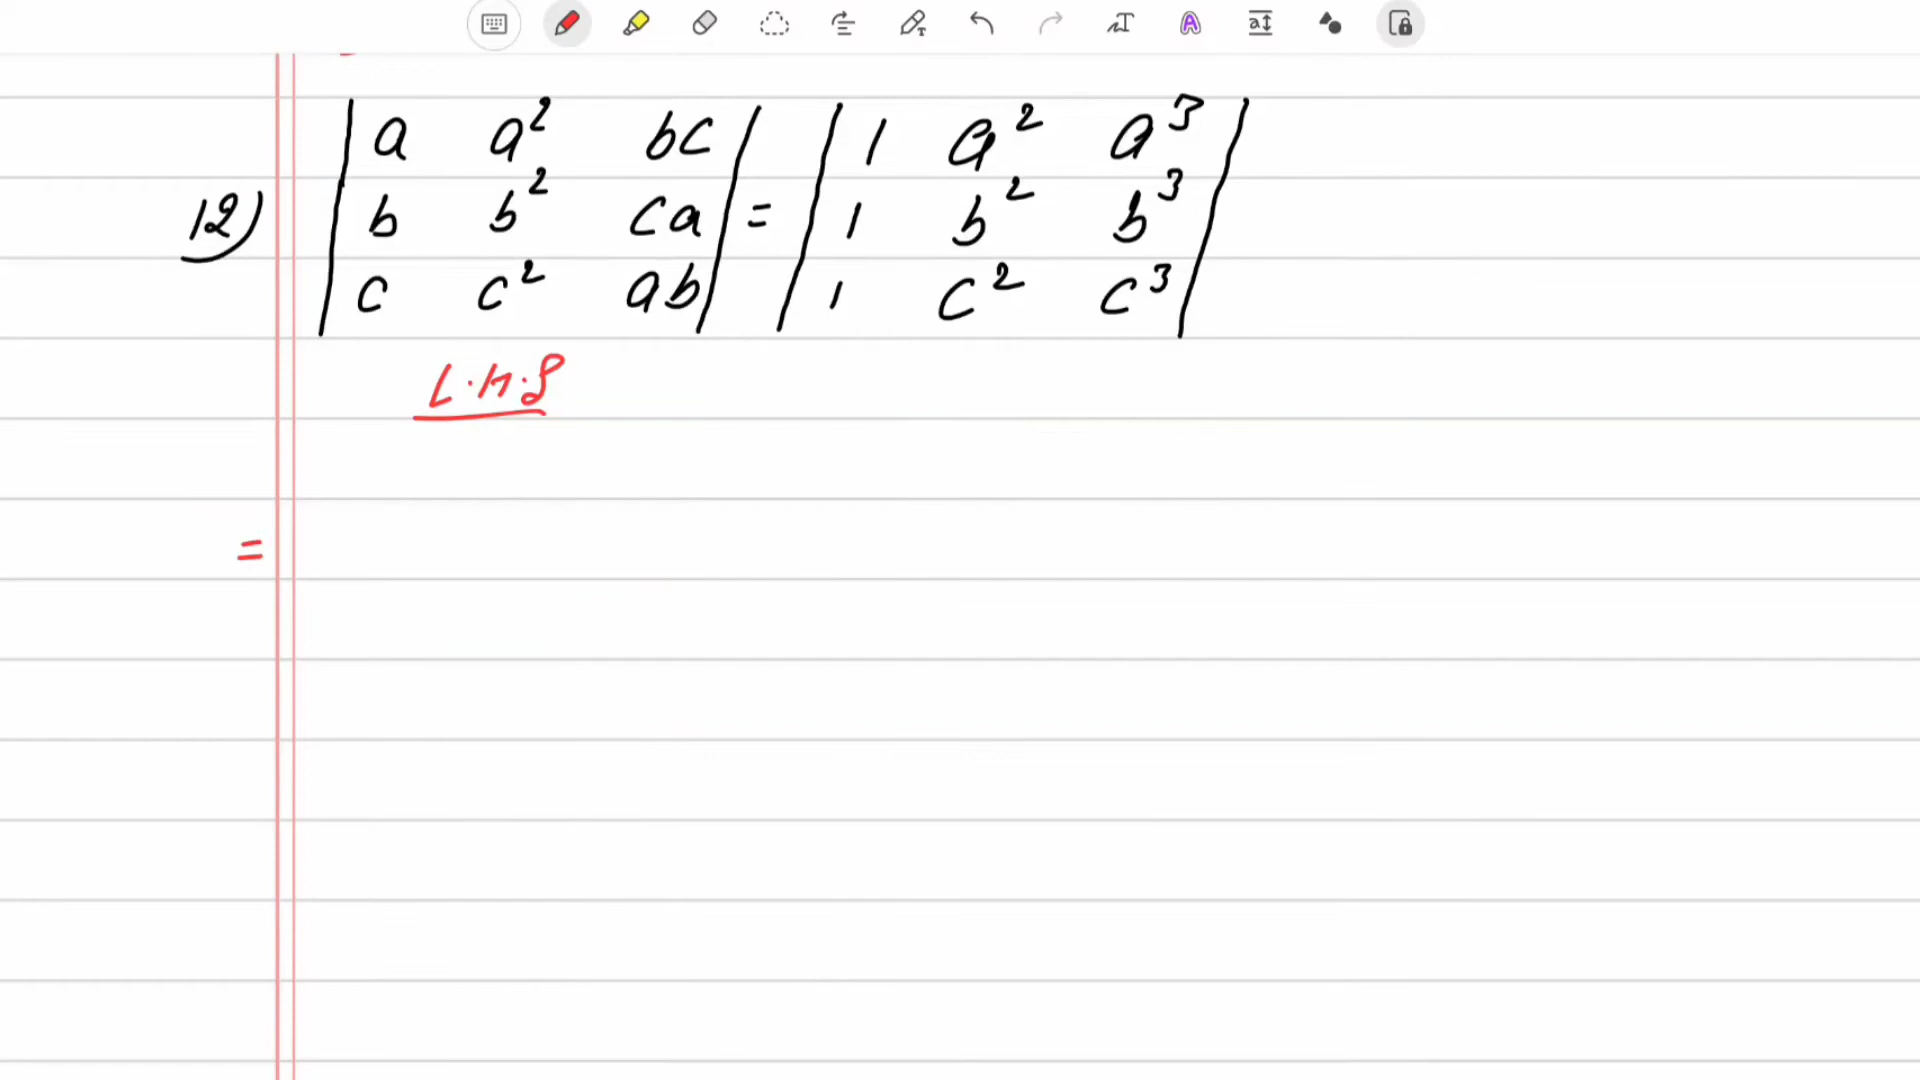 12) | a a² bc | = | 1 a² a³ |
| b b² ca | | 1 b² b³ |
| c c² ab | | 1 c² c³ |
L.H.S
=